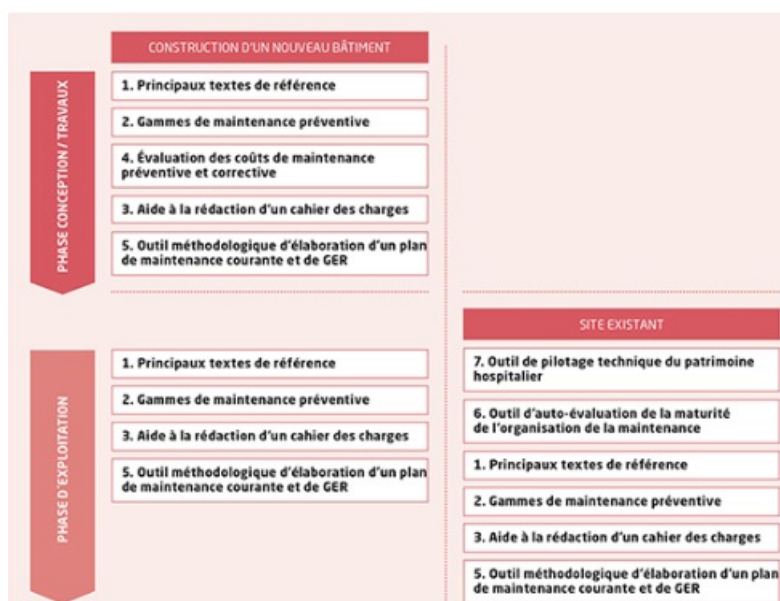 CONSTRUCTION D'UN NOUVEAU BÂTIMENT
PHASE CONCEPTION / TRAVAUX
1. Principaux textes de référence
2. Gammes de maintenance préventive
4. Évaluation des coûts de maintenance
préventive et corrective
3. Aide à la rédaction d'un cahier des charges
5. Outil méthodologique d'élaboration d'un plan
de maintenance courante et de GER
PHASE D'EXPLOITATION
1. Principaux textes de référence
2. Gammes de maintenance préventive
3. Aide à la rédaction d'un cahier des charges
5. Outil méthodologique d'élaboration d'un plan
de maintenance courante et de GER
SITE EXISTANT
7. Outil de pilotage technique du patrimoine
hospitalier
6. Outil d'auto-évaluation de la maturité
de l'organisation de la maintenance
1. Principaux textes de référence
2. Gammes de maintenance préventive
3. Aide à la rédaction d'un cahier des charges
5. Outil méthodologique d'élaboration d'un plan
de maintenance courante et de GER